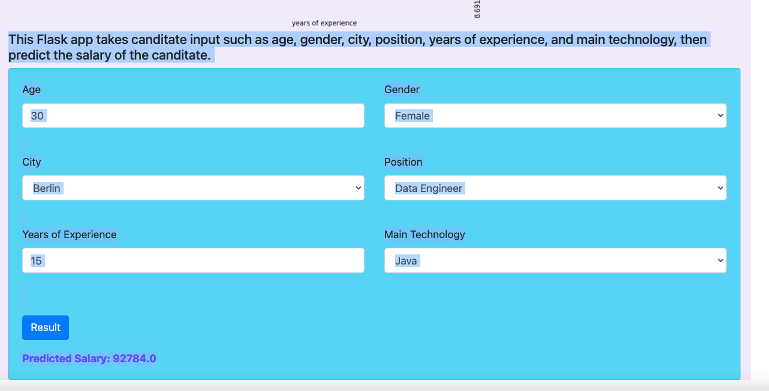 8.691
years of experience
This Flask app takes canditate input such as age, gender, city, position, years of experience, and main technology, then
predict the salary of the canditate.
Age
Gender
30
Female
City
Position
Berlin
Data Engineer
Years of Experience
Main Technology
15
Java
Result
Predicted Salary: 92784.0